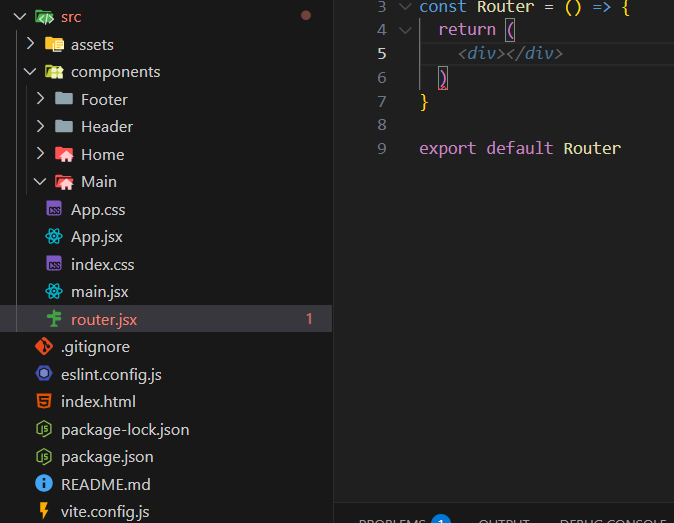 src
assets
components
Footer
Header
Home
Main
App.css
App.jsx
index.css
main.jsx
router.jsx 1
.gitignore
eslint.config.js
index.html
package-lock.json
package.json
README.md
vite.config.js
3 const Router = () => {
4 return (
5 <div></div>
6 )
7 }
8
9 export default Router
PROBLEMS 1 OUTPUT DEBUG CONSOLE